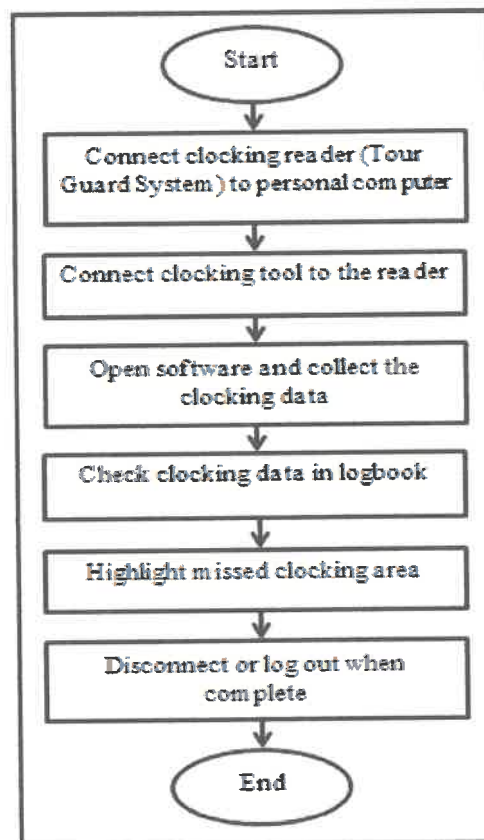 Start
Connect clocking reader (Tour
Guard System) to personal computer
Connect clocking tool to the reader
Open software and collect the
clocking data
Check clocking data in logbook
Highlight missed clocking area
Disconnect or log out when
complete
End